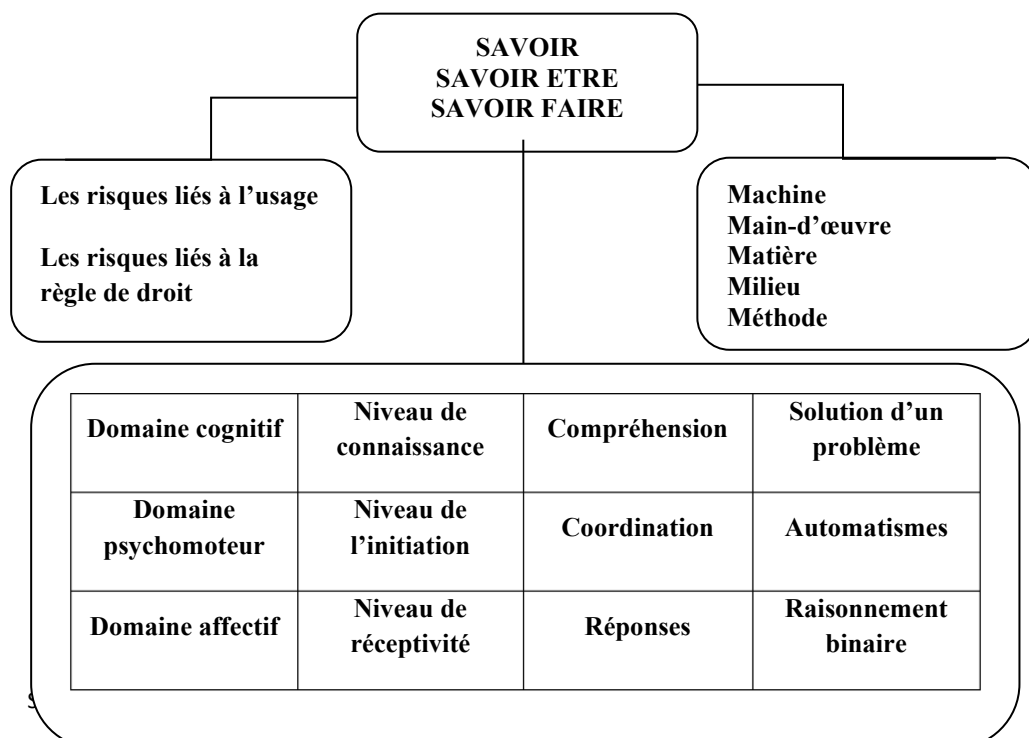 SAVOIR
SAVOIR ETRE
SAVOIR FAIRE
Les risques liés à l’usage
Les risques liés à la
règle de droit
Machine
Main-d’œuvre
Matière
Milieu
Méthode
Domaine cognitif
Niveau de
connaissance
Compréhension
Solution d’un
problème
Domaine
psychomoteur
Niveau de
l’initiation
Coordination
Automatismes
Domaine affectif
Niveau de
réceptivité
Réponses
Raisonnement
binaire